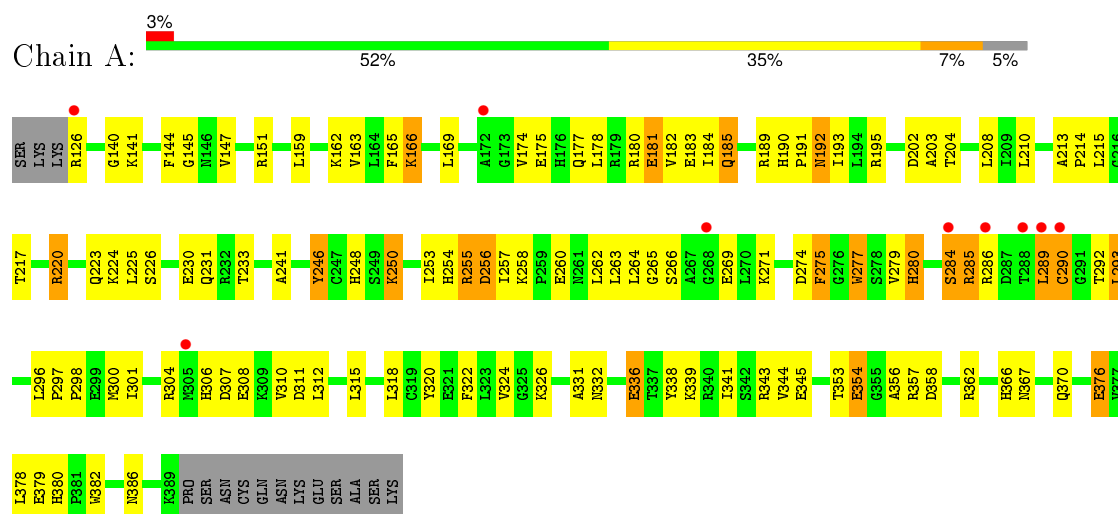 3%
Chain A:
52% 35% 7% 5%
SER LYS LYS R126 G140 K141 F144 G145 N146 V147 R151 L159 K162 V163 L164 F165 K166 L169 A172 G173 V174 E175 H176 Q177 L178 R179 R180 E181 V182 E183 I184 Q185 R189 H190 P191 N192 I193 L194 R195 D202 A203 T204 L208 I209 L210 A213 P214 L215 G216
T217 R220 Q223 K224 L225 S226 E230 Q231 R232 T233 A241 Y246 C247 H248 S249 K250 I253 H254 R255 D256 I257 K258 P259 E260 N261 L262 L263 L264 G265 S266 A267 G268 E269 L270 K271 D274 F275 G276 W277 S278 V279 H280 S284 R285 R286 D287 T288 L289 C290 G291 T292 L293
L296 P297 P298 E299 M300 I301 R304 M305 H306 D307 E308 K309 V310 D311 L312 L315 L318 C319 Y320 E321 F322 L323 V324 G325 K326 A331 N332 E336 T337 Y338 K339 R340 I341 S342 R343 V344 E345 T353 E354 G355 A356 R357 D358 R362 H366 N367 Q370 E376 V377
L378 E379 H380 P381 W382 N386 K389 PRO SER ASN CYS GLN ASN LYS GLU SER ALA SER LYS